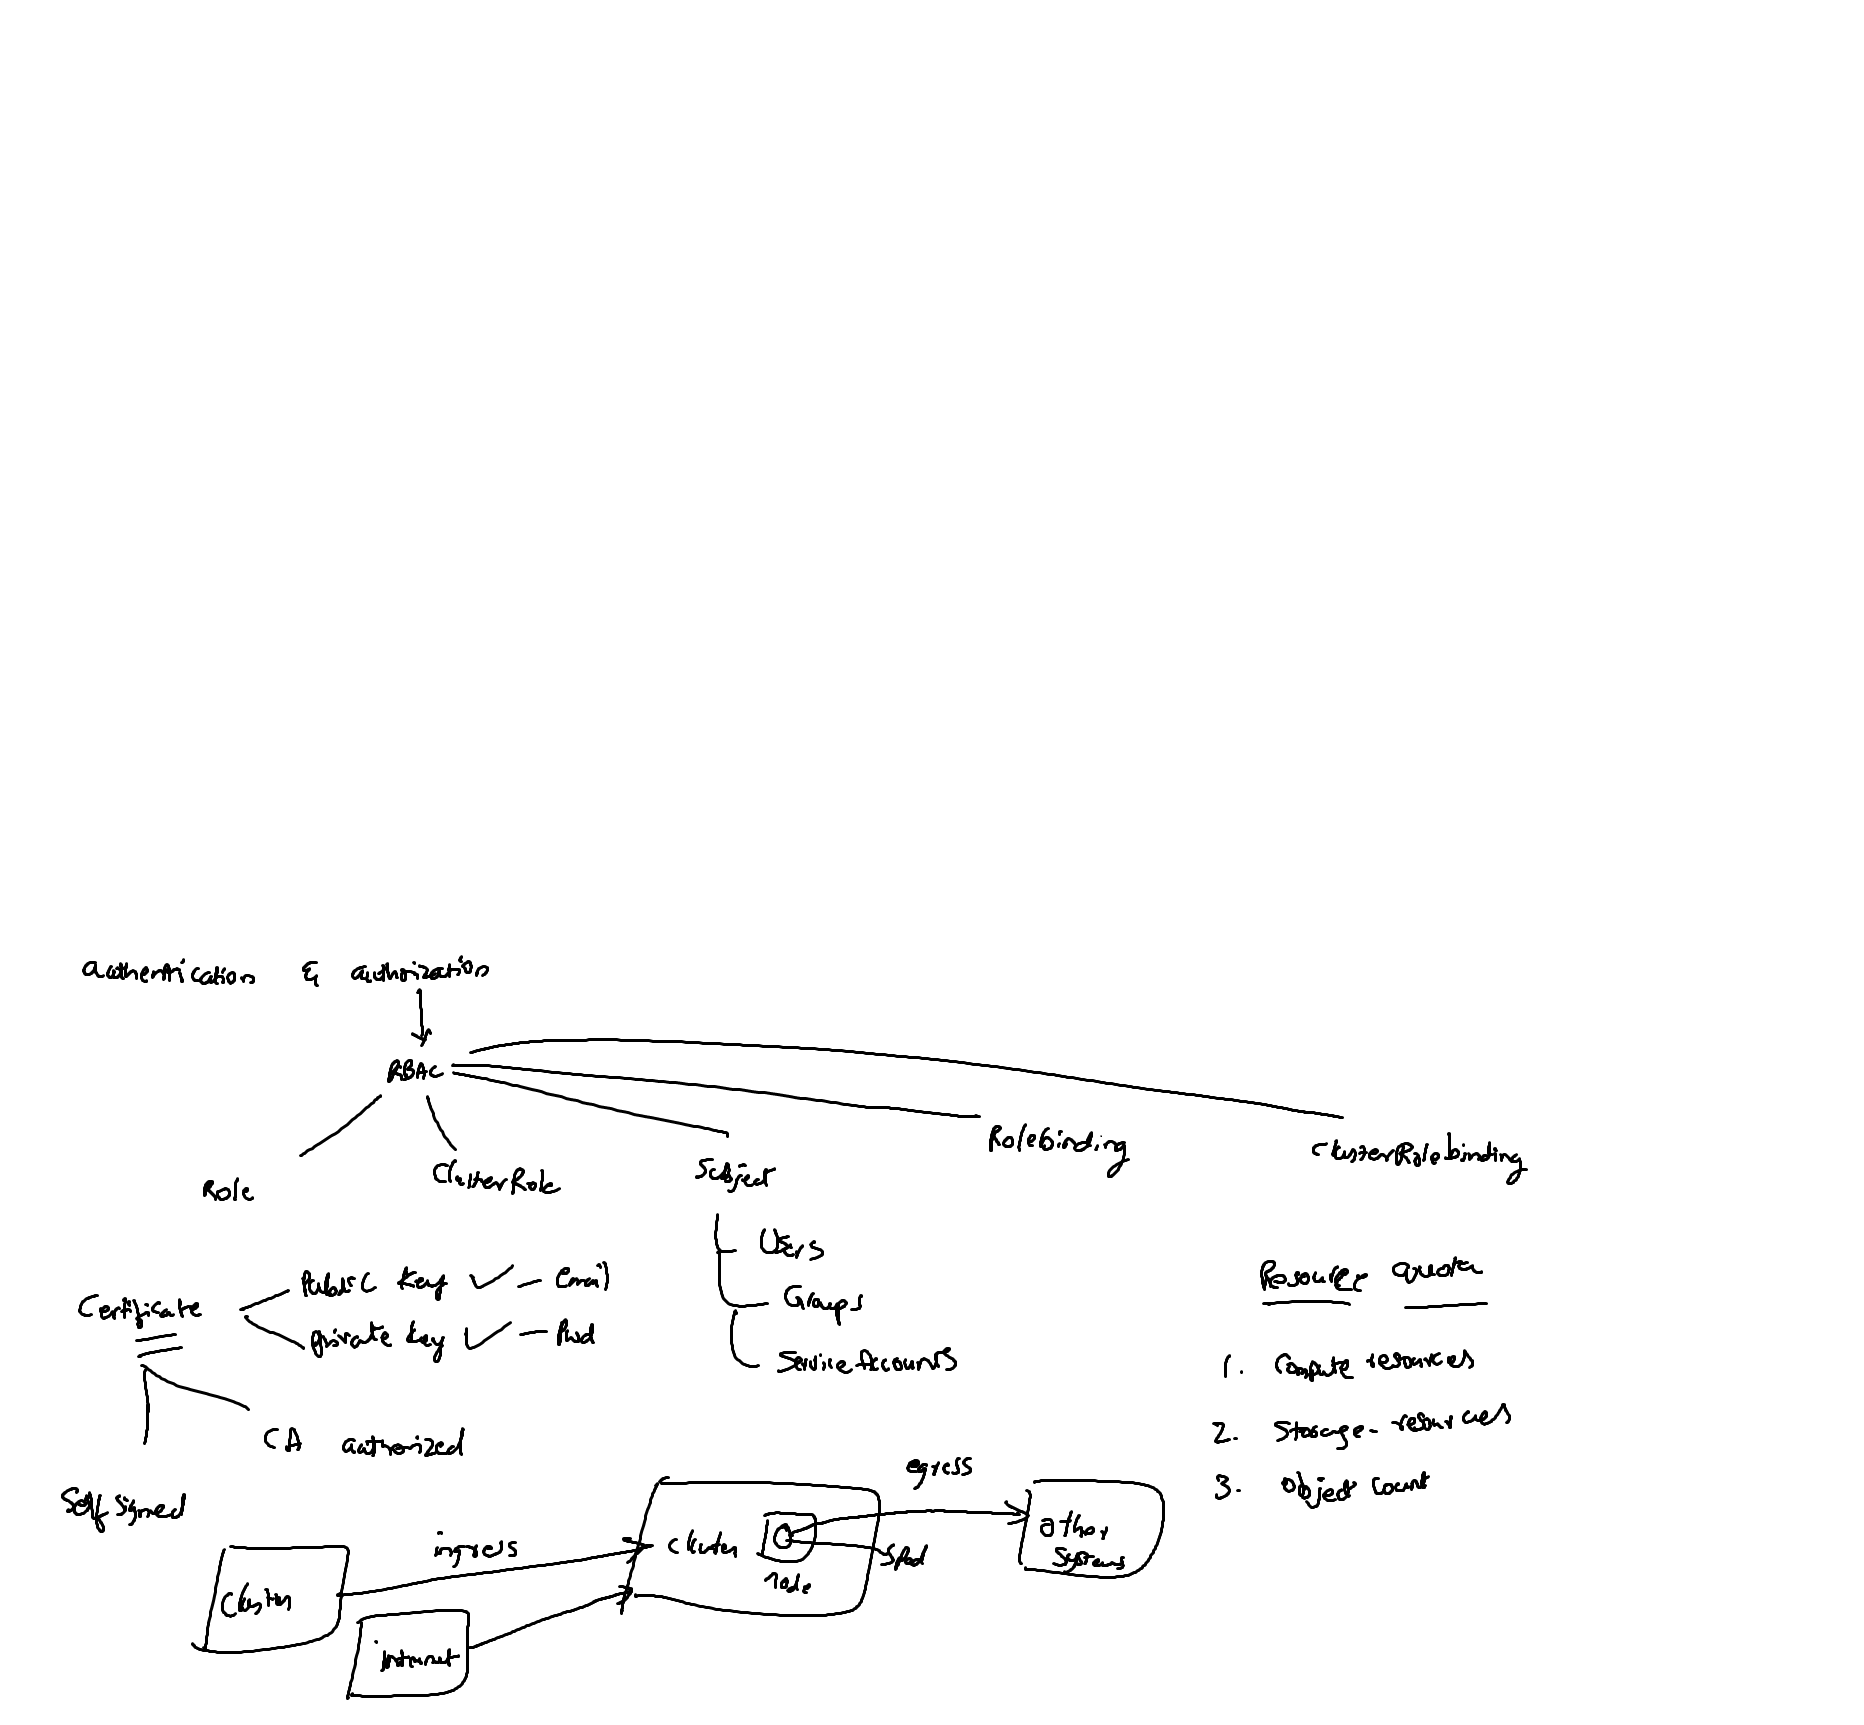 authentication & authorization
RBAC
Role
ClusterRole
Subject
Rolebinding
ClusterRolebinding
Users
Groups
ServiceAccounts
Certificate
Public key - Email
private key - Pwd
Self signed
CA authorized
Resource quota
1. Compute resources
2. Storage-resources
3. object count
cluster
internet
ingress
cluster
node
Pod
egress
other
systems